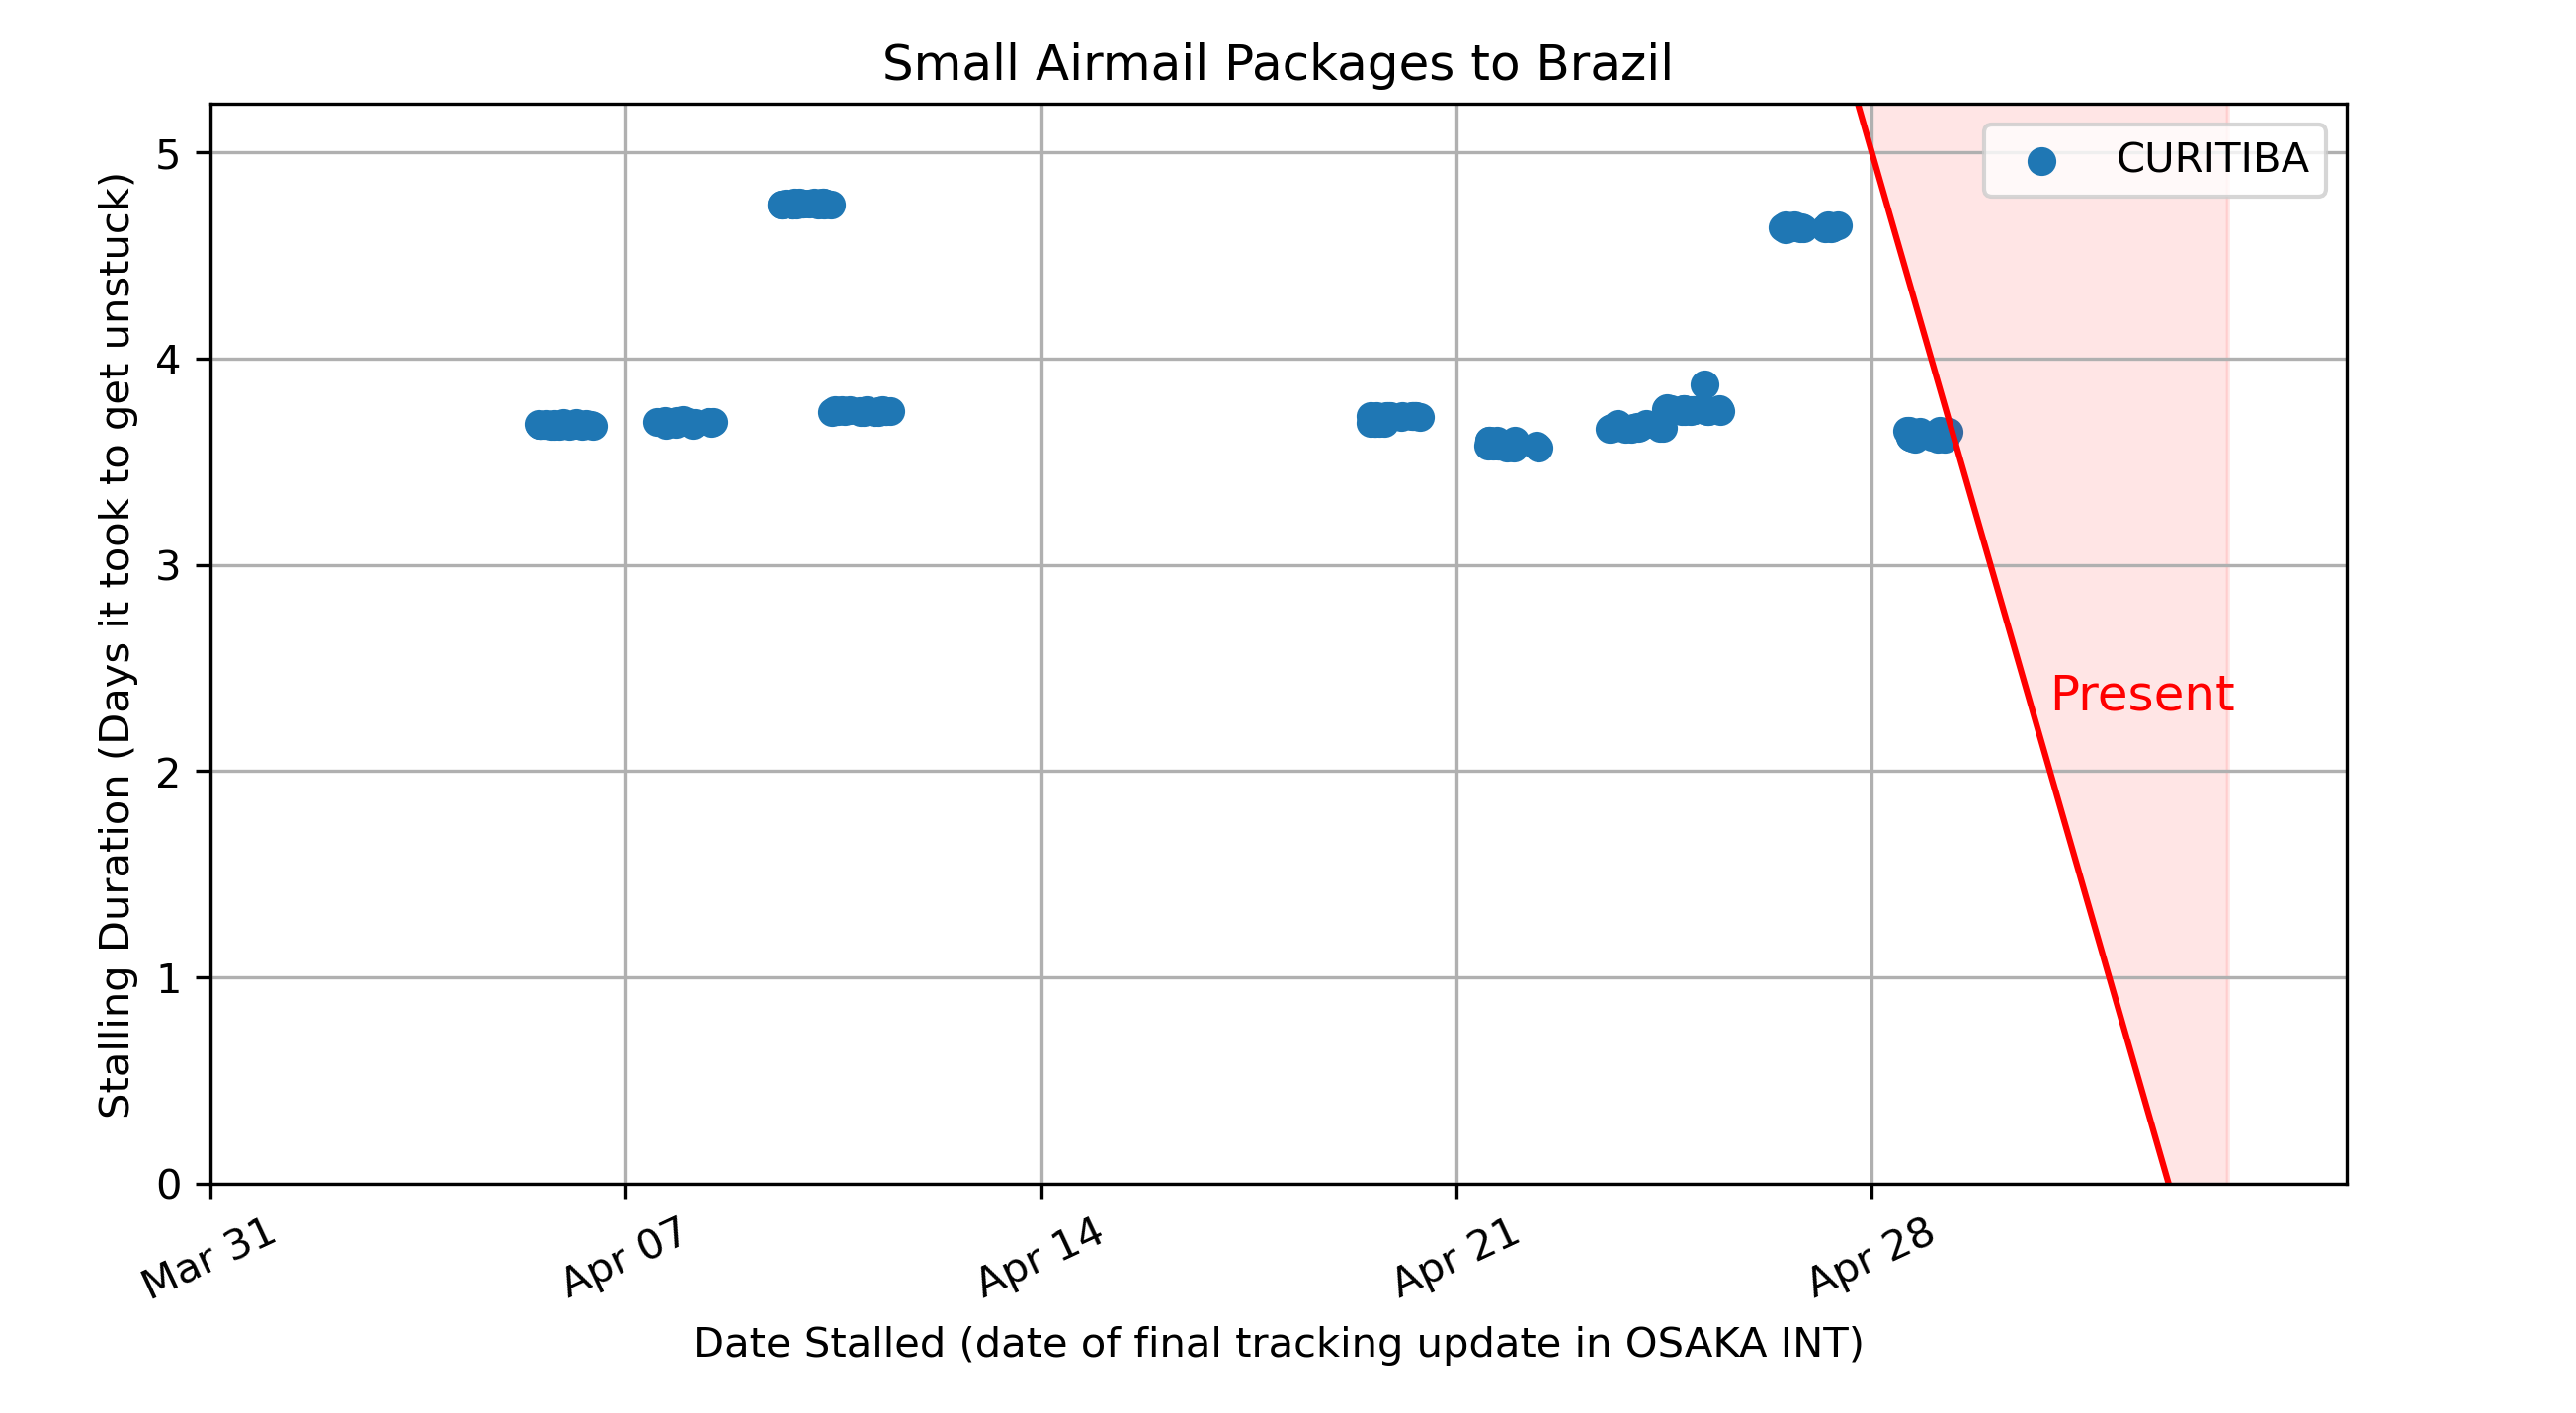 Small Airmail Packages to Brazil
CURITIBA
Present
Stalling Duration (Days it took to get unstuck)
5
4
3
2
1
0
Mar 31
Apr 07
Apr 14
Apr 21
Apr 28
Date Stalled (date of final tracking update in OSAKA INT)